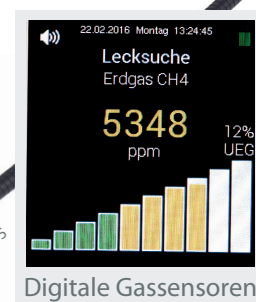 22.02.2016 Montag 13:24:45
Lecksuche
Erdgas CH4
5348
12%
ppm
UEG
Digitale Gassensoren